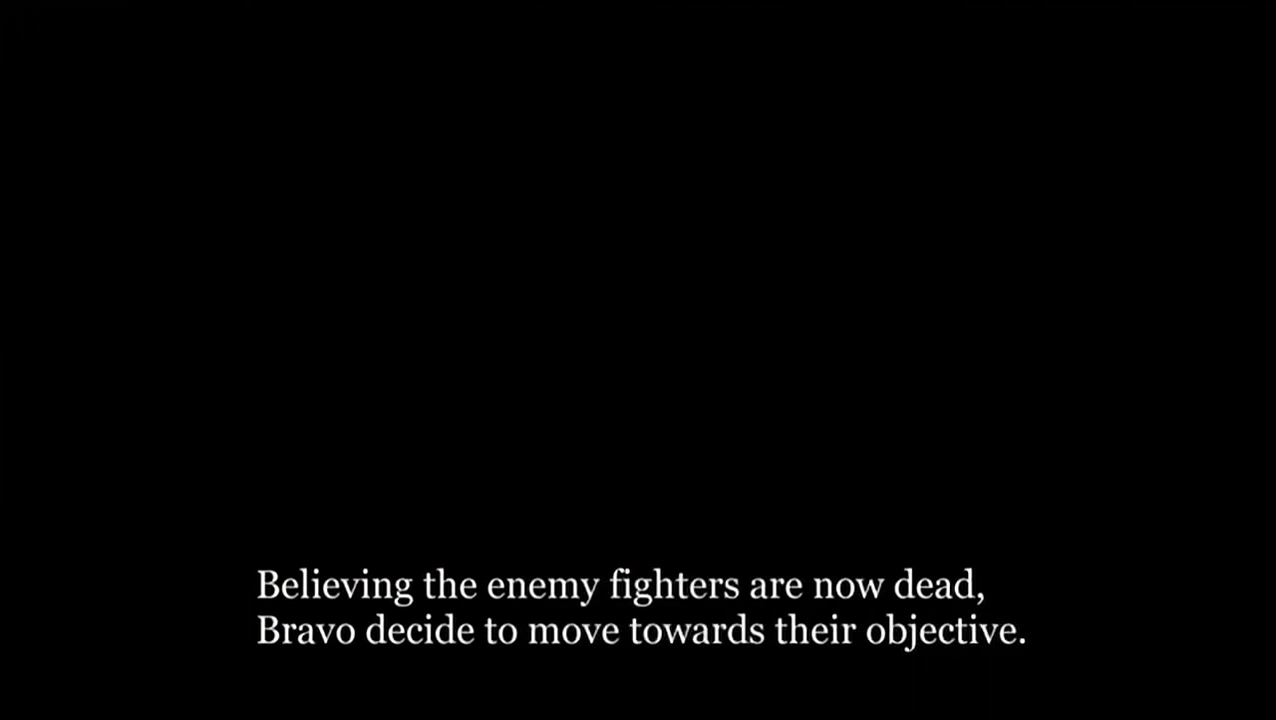 Believing the enemy fighters are now dead,
Bravo decide to move towards their objective.